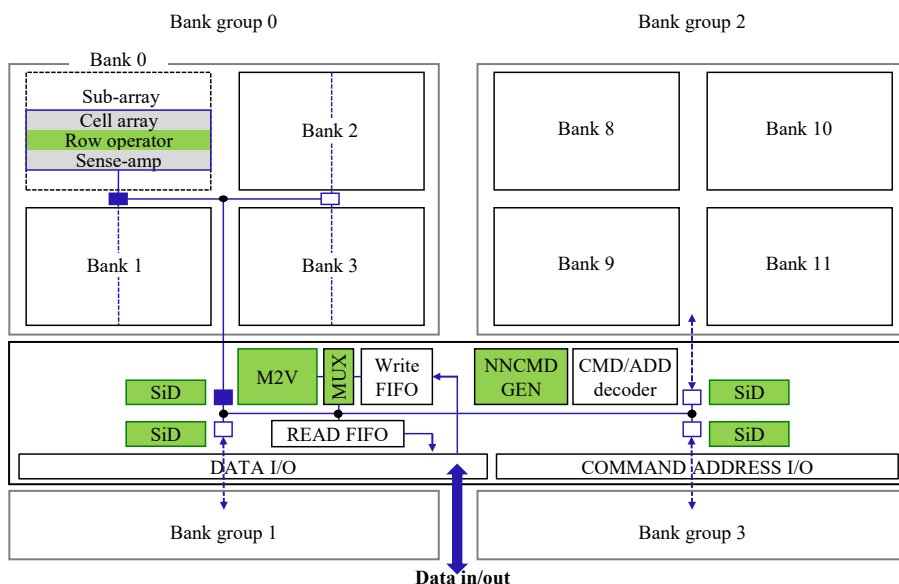 Bank group 0
Bank group 2
Bank 0
Sub-array
Cell array
Row operator
Sense-amp
Bank 2
Bank 8
Bank 10
Bank 1
Bank 3
Bank 9
Bank 11
M2V
MUX
Write
FIFO
NNCMD
GEN
CMD/ADD
decoder
SiD
SiD
SiD
READ FIFO
SiD
DATA I/O
COMMAND ADDRESS I/O
Bank group 1
Bank group 3
Data in/out